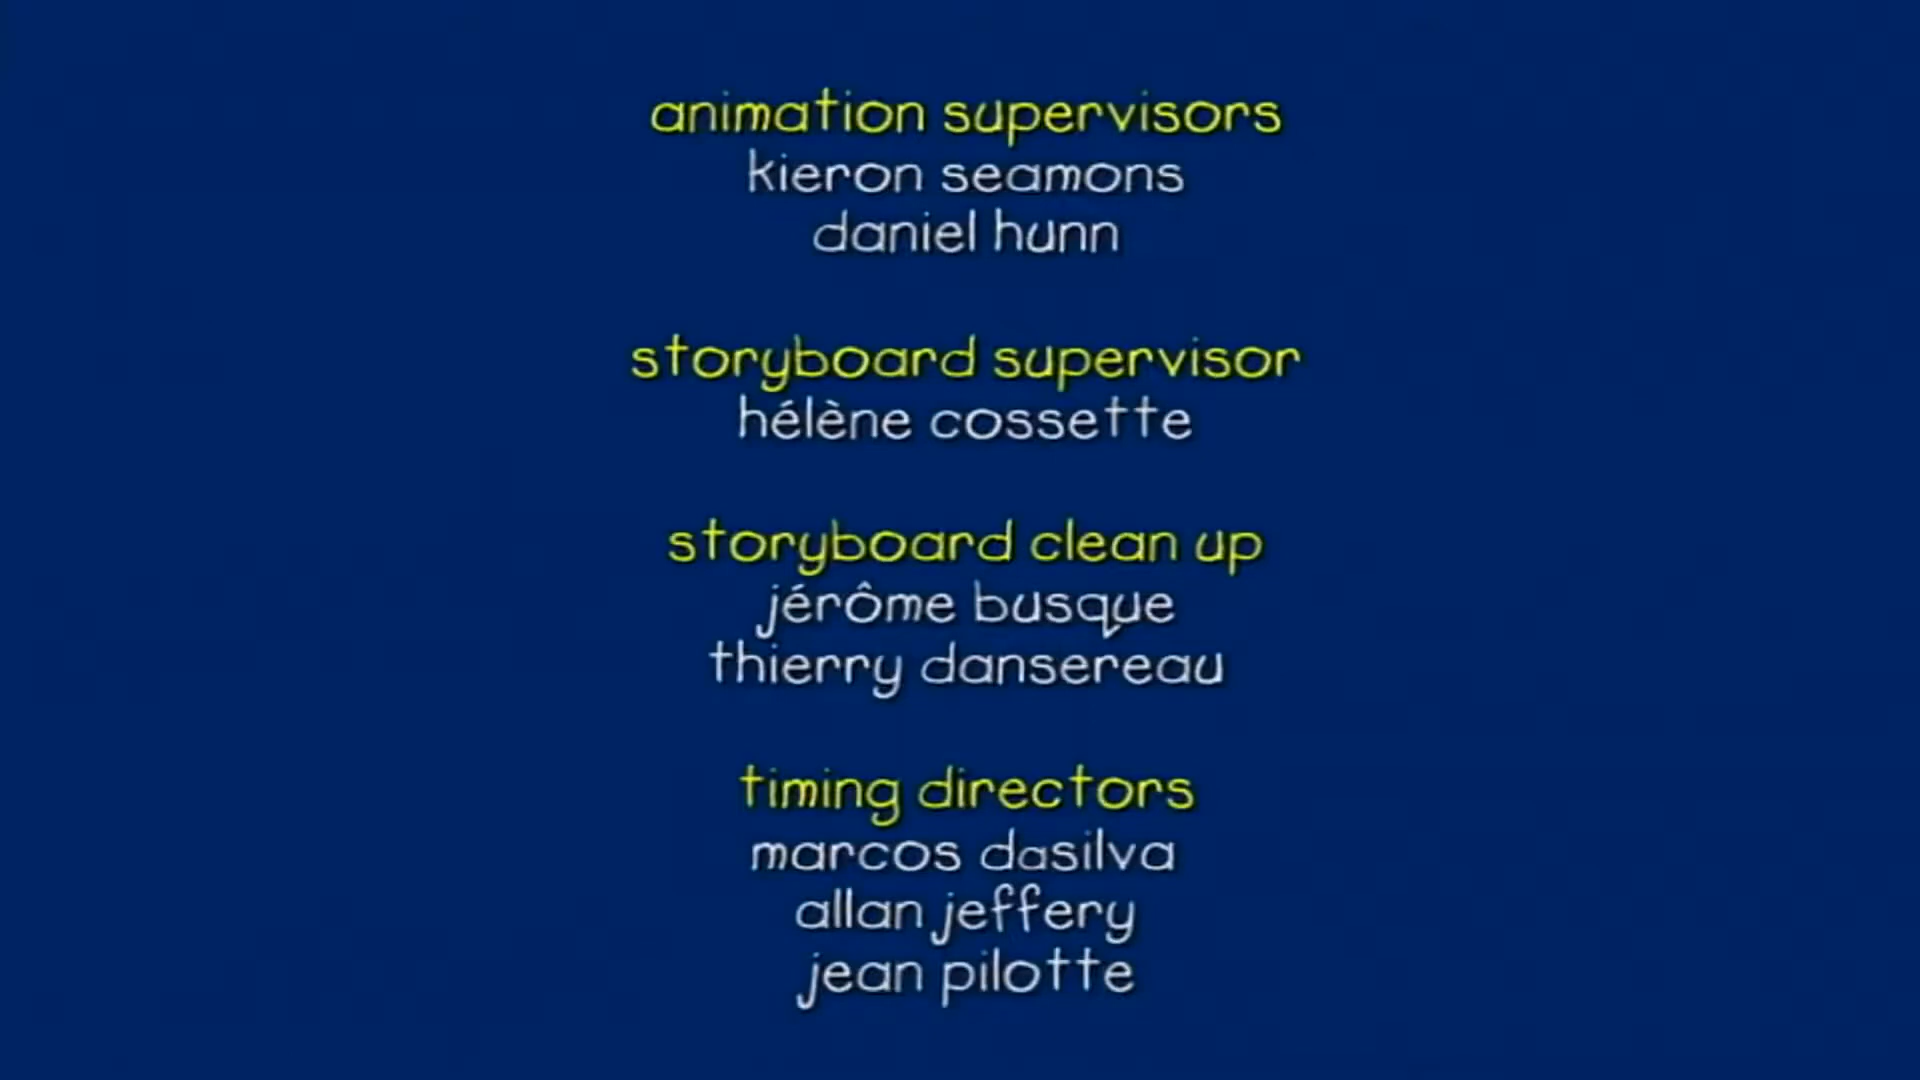 animation supervisors
kieron seamons
daniel hunn
storyboard supervisor
hélène cossette
storyboard clean up
jérôme busque
thierry dansereau
timing directors
marcos dasilva
allan jeffery
jean pilotte